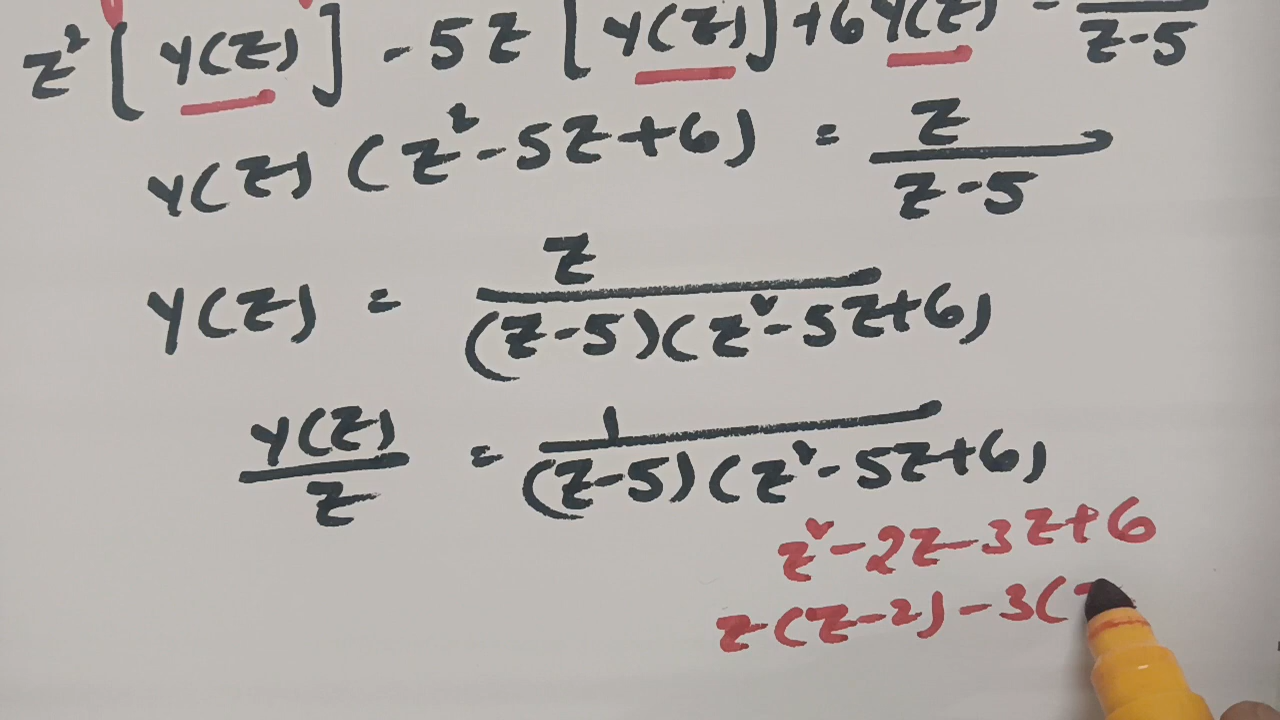 z² [y(z)] - 5z [y(z)] + 6y(z) = ―/(z-5)
y(z) (z² - 5z + 6) = z/(z-5)
y(z) = z/((z-5)(z² - 5z + 6))
y(z)/z = 1/((z-5)(z² - 5z + 6))
z² - 2z - 3z + 6
z(z-2) - 3(z